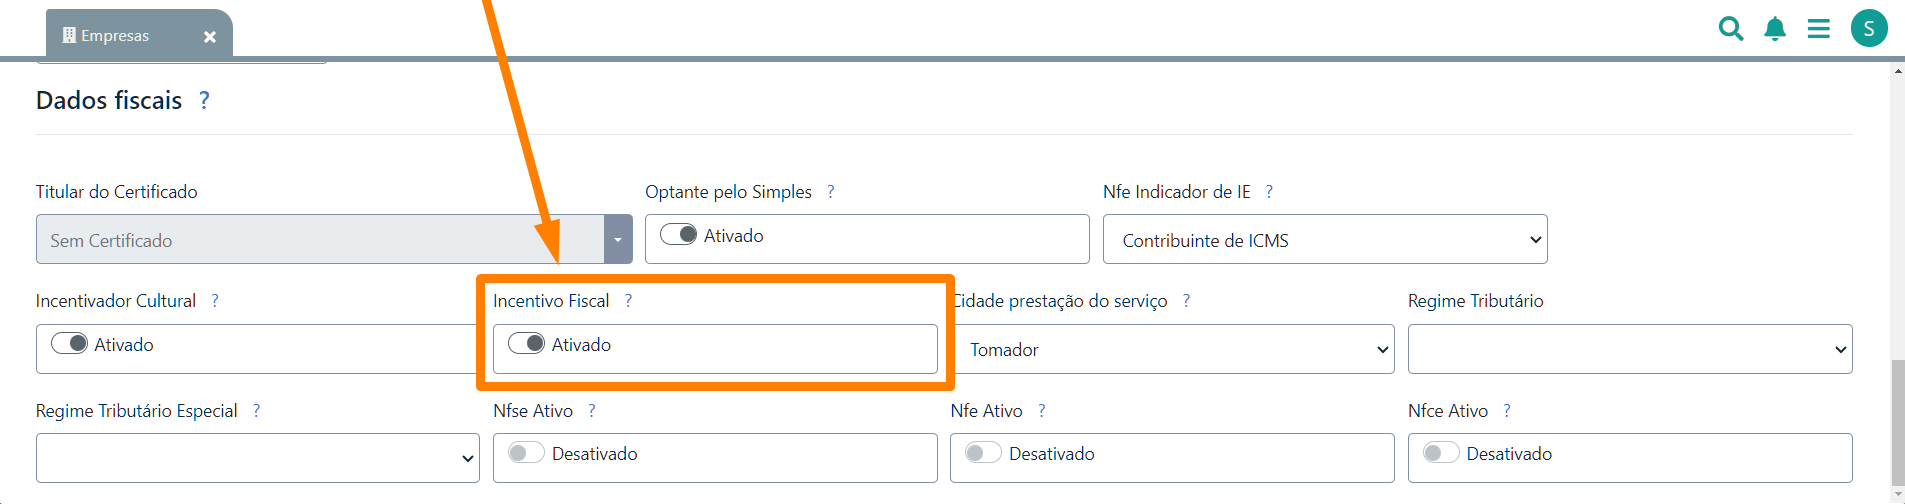 Empresas
S
Dados fiscais ?
Titular do Certificado
Optante pelo Simples ?
Nfe Indicador de IE ?
Sem Certificado
Ativado
Contribuinte de ICMS
Incentivador Cultural ?
Incentivo Fiscal ?
Cidade prestação do serviço ?
Regime Tributário
Ativado
Ativado
Tomador
Regime Tributário Especial ?
Nfse Ativo ?
Nfe Ativo ?
Nfce Ativo ?
Desativado
Desativado
Desativado